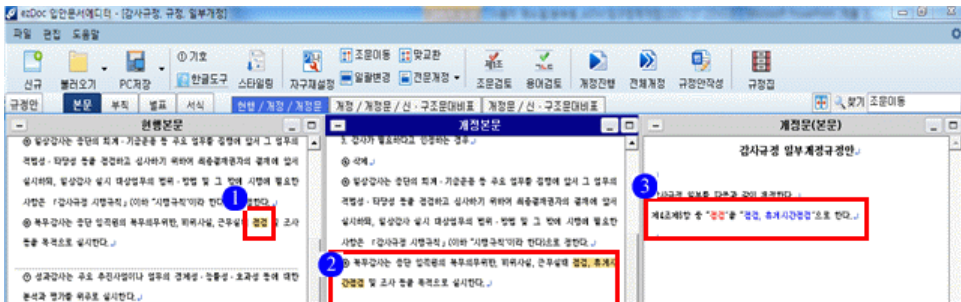 ezDoc 입안문서에디터 - [감사규정, 규정, 일부개정]
파일 편집 도움말
① 기호 조문이동 맞교환
신규 불러오기 PC저장 한글도구 스타일링 자구재설정 일괄변경 전문개정 조문검토 용어검토 개정진행 전체개정 규정안작성 규정집
규정안 본문 부칙 별표 서식 현행 / 개정 / 개정문 개정 / 개정문 / 신ㆍ구조문대비표 개정문 / 신ㆍ구조문대비표 찾기 조문이동
현행본문
⑤ 일상감사는 중단의 회계ㆍ기금운용 등 주요 업무를 집행에 앞서 그 업무의
적법성ㆍ타당성 등을 점검하고 심사하기 위하여 최종결재권자의 결재에 앞서
실시하되, 일상감사 실시 대상업무의 범위ㆍ방법 및 그 밖에 시행에 필요한
사항은 「감사규정 시행규칙」(이하 "시행규칙"이라 한다
1
⑥ 복무감사는 중단 임직원의 복무의무위반, 비위사실, 근무실태 점검 및 조사
등을 목적으로 실시한다.
⑦ 성과감사는 주요 추진사업이나 업무의 경제성ㆍ능률성ㆍ효과성 등에 대한
분석과 평가를 위주로 실시한다.
개정본문
3. 감사가 필요하다고 인정하는 경우
④ 삭제
⑤ 일상감사는 중단의 회계ㆍ기금운용 등 주요 업무를 집행에 앞서 그 업무의
적법성ㆍ타당성 등을 점검하고 심사하기 위하여 최종결재권자의 결재에 앞서
실시하되, 일상감사 실시 대상업무의 범위ㆍ방법 및 그 밖에 시행에 필요한
사항은 「감사규정 시행규칙」(이하 "시행규칙"이라 한다)으로 정한다.
2
⑥ 복무감사는 중단 임직원의 복무의무위반, 비위사실, 근무실태 점검, 휴게시
간점검 및 조사 등을 목적으로 실시한다.
개정문(본문)
감사규정 일부개정규정안
3
감사규정 일부를 다음과 같이 개정한다.
제4조제6항 중 "점검"을 "점검, 휴게시간점검"으로 한다.